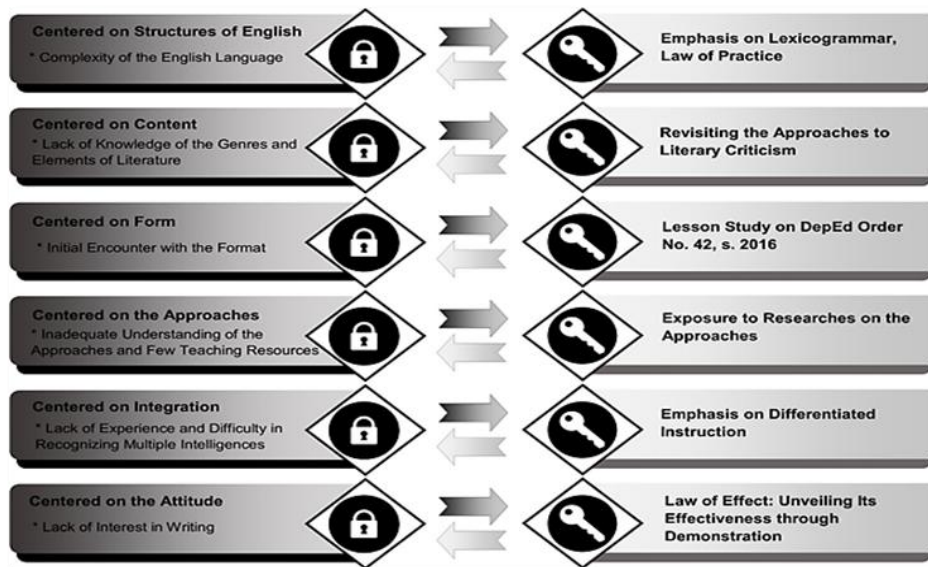 Centered on Structures of English
* Complexity of the English Language
Emphasis on Lexicogrammar,
Law of Practice
Centered on Content
* Lack of Knowledge of the Genres and
Elements of Literature
Revisiting the Approaches to
Literary Criticism
Centered on Form
* Initial Encounter with the Format
Lesson Study on DepEd Order
No. 42, s. 2016
Centered on the Approaches
* Inadequate Understanding of the
Approaches and Few Teaching Resources
Exposure to Researches on the
Approaches
Centered on Integration
* Lack of Experience and Difficulty in
Recognizing Multiple Intelligences
Emphasis on Differentiated
Instruction
Centered on the Attitude
* Lack of Interest in Writing
Law of Effect: Unveiling Its
Effectiveness through
Demonstration